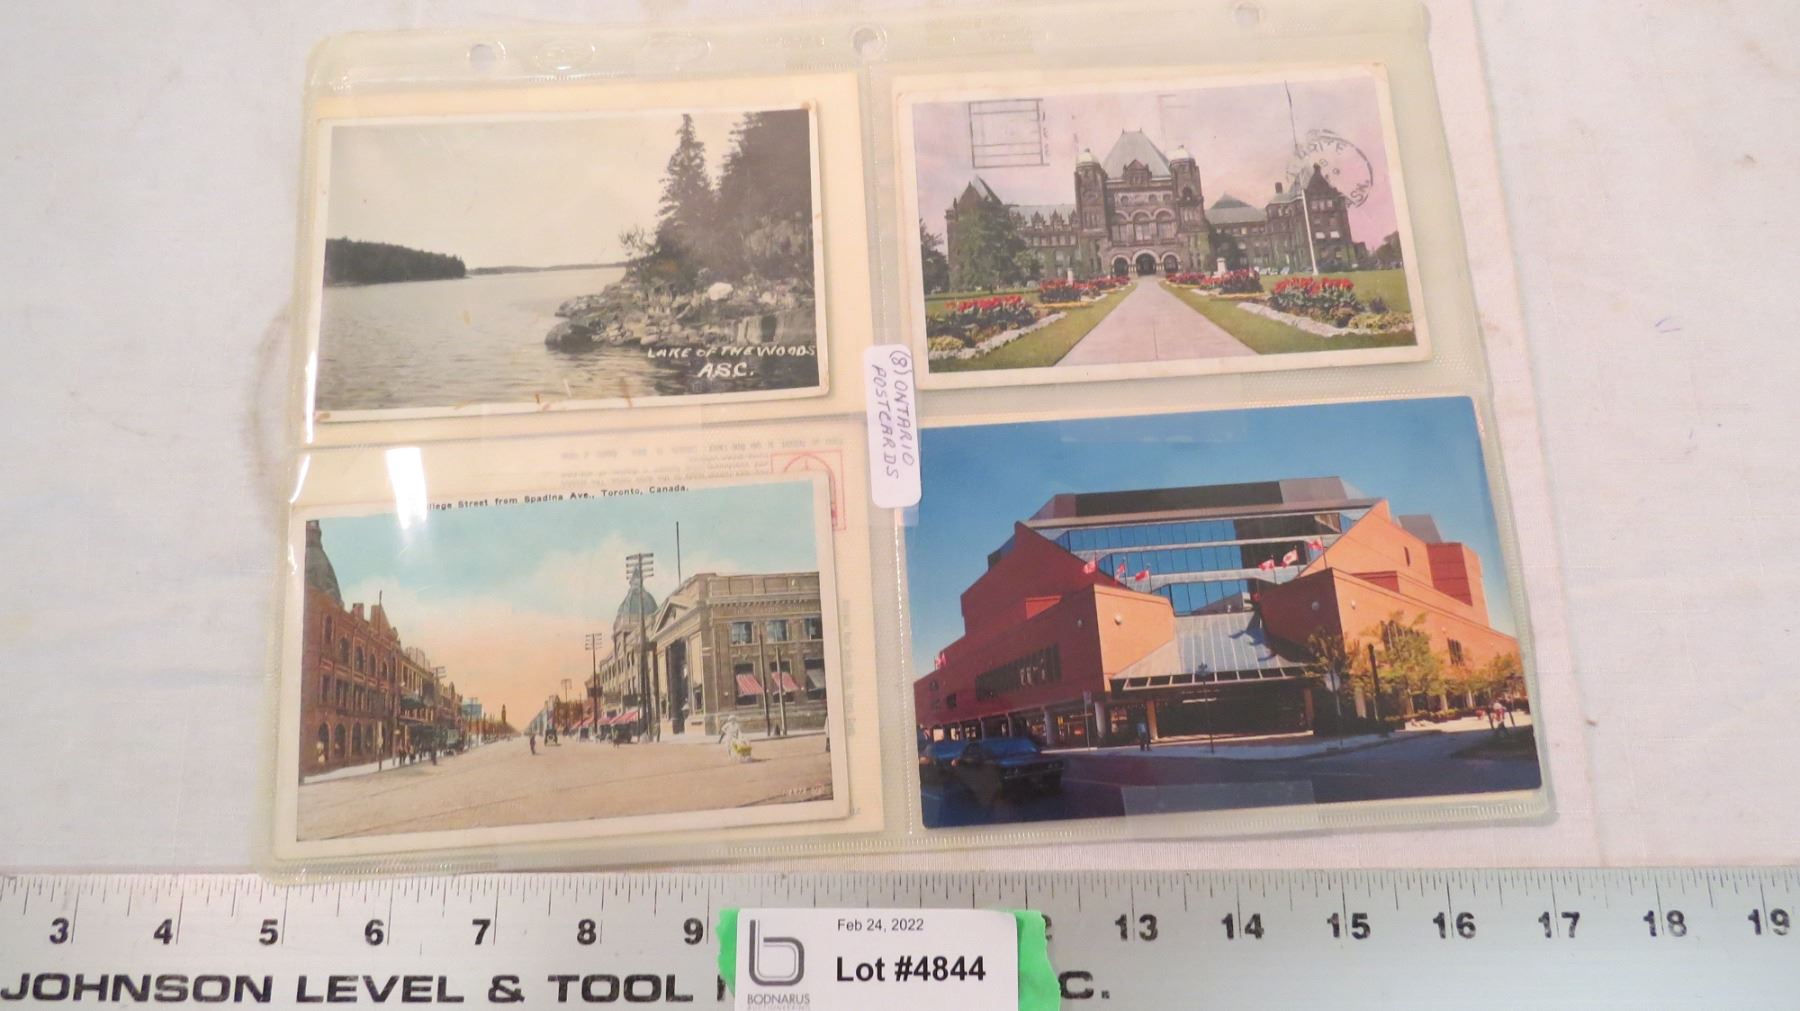 LAKE OF THE WOODS
A.S.C.
(8) ONTARIO
POSTCARDS
Street from Spadina Ave., Toronto, Canada.
3 4 5 6 7 8 9 13 14 15 16 17 18 19
JOHNSON LEVEL & TOOL C.
Feb 24, 2022
Lot #4844
BODNARUS